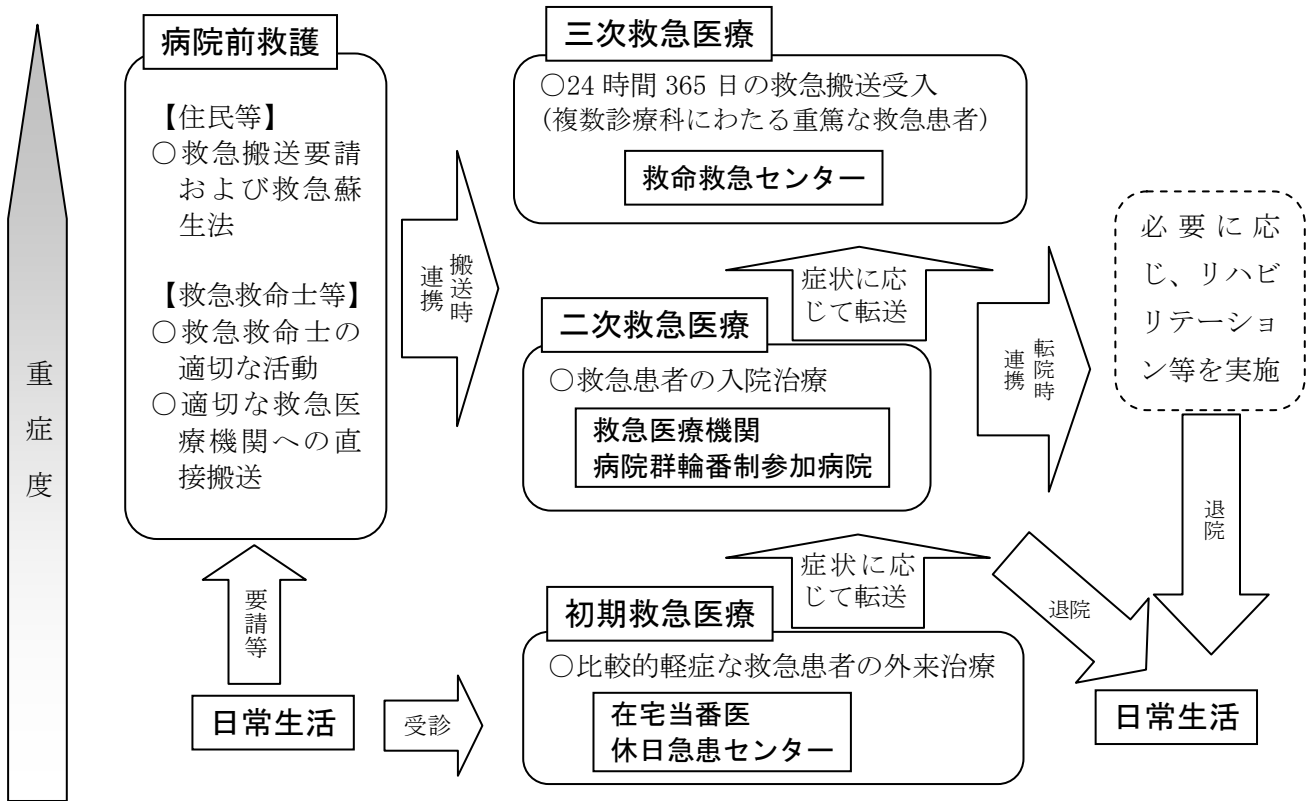 重症度
病院前救護
【住民等】
○救急搬送要請
および救急蘇
生法
【救急救命士等】
○救急救命士の
適切な活動
○適切な救急医
療機関への直
接搬送
要請等
日常生活
受診
搬送時
連携
三次救急医療
○24時間365日の救急搬送受入
(複数診療科にわたる重篤な救急患者)
救命救急センター
症状に応
じて転送
二次救急医療
○救急患者の入院治療
救急医療機関
病院群輪番制参加病院
症状に応
じて転送
初期救急医療
○比較的軽症な救急患者の外来治療
在宅当番医
休日急患センター
転院時
連携
必要に応
じ、リハビ
リテーショ
ン等を実施
退院
退院
日常生活